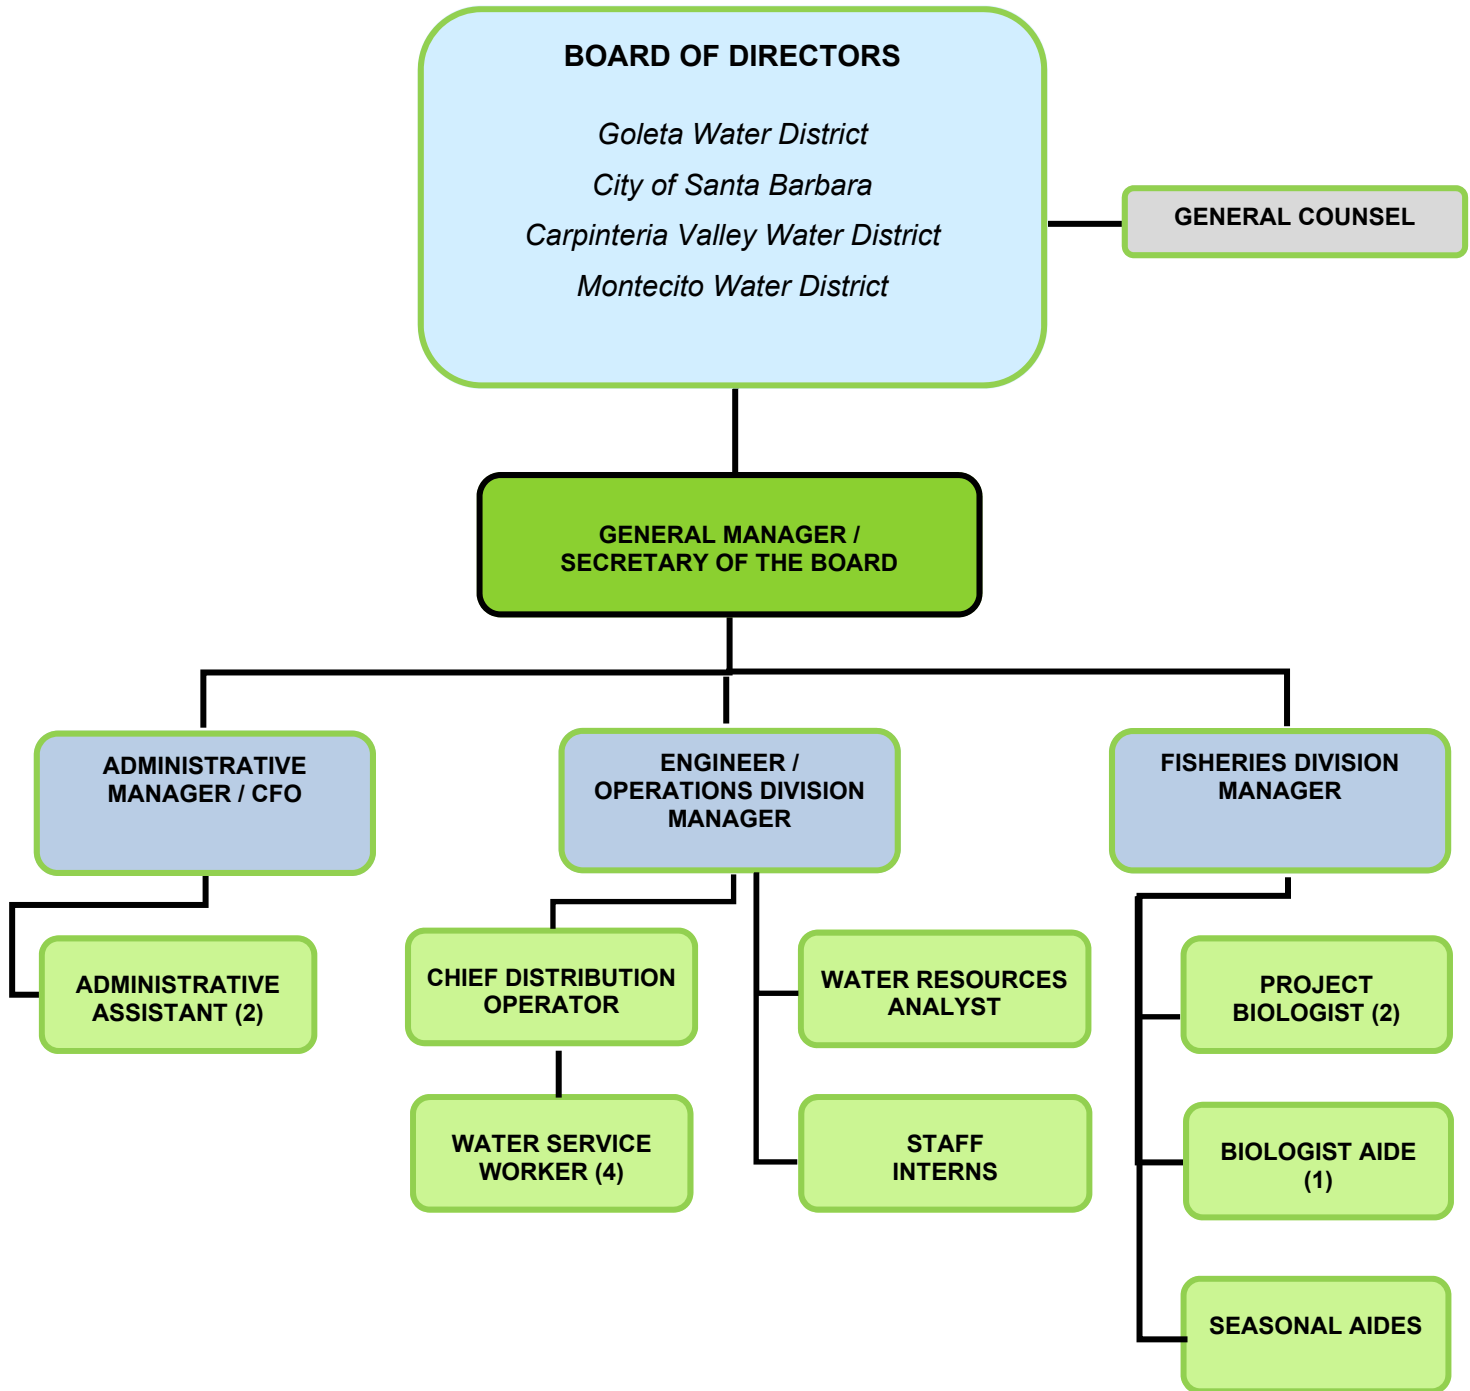 BOARD OF DIRECTORS
Goleta Water District
City of Santa Barbara
Carpinteria Valley Water District
Montecito Water District
GENERAL COUNSEL
GENERAL MANAGER /
SECRETARY OF THE BOARD
ADMINISTRATIVE
MANAGER / CFO
ENGINEER /
OPERATIONS DIVISION
MANAGER
FISHERIES DIVISION
MANAGER
ADMINISTRATIVE
ASSISTANT (2)
CHIEF DISTRIBUTION
OPERATOR
WATER RESOURCES
ANALYST
PROJECT
BIOLOGIST (2)
WATER SERVICE
WORKER (4)
STAFF
INTERNS
BIOLOGIST AIDE
(1)
SEASONAL AIDES